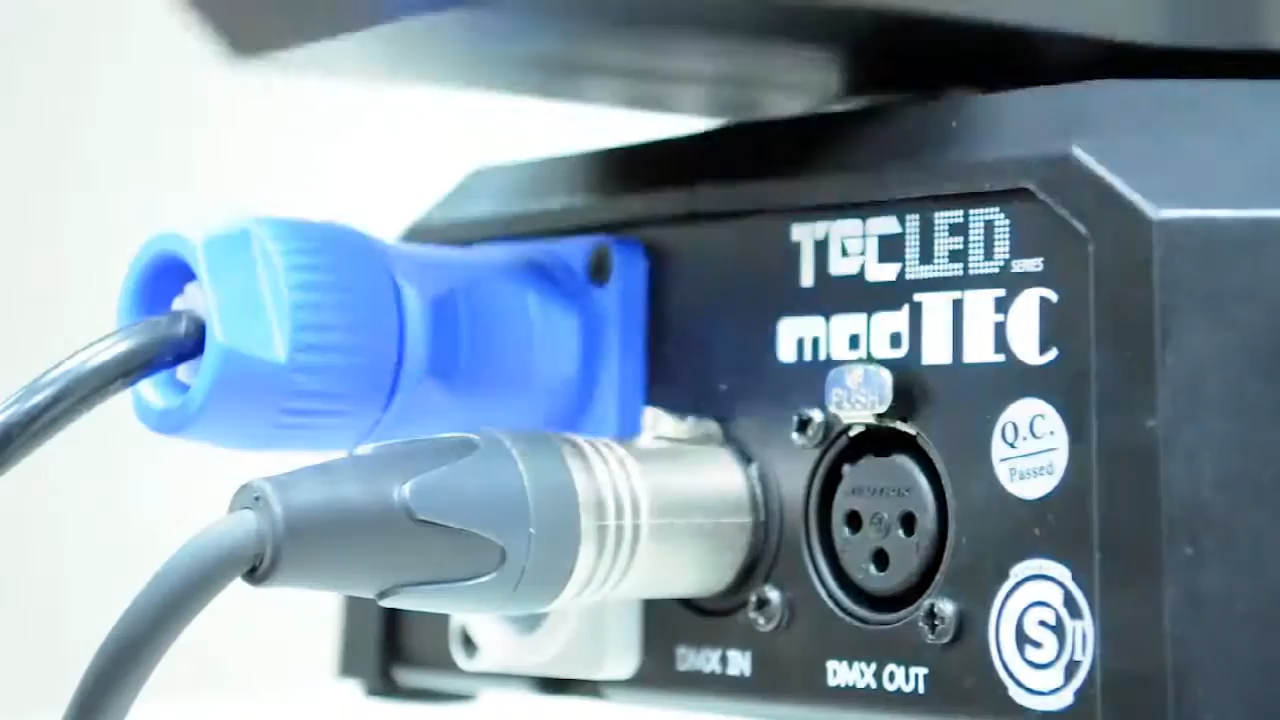 TECLED SERIES
modTEC
PUSH
Q.C.
Passed
S
DMX IN
DMX OUT